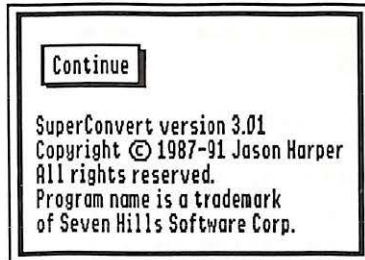 Continue
SuperConvert version 3.01
Copyright © 1987-91 Jason Harper
All rights reserved.
Program name is a trademark
of Seven Hills Software Corp.